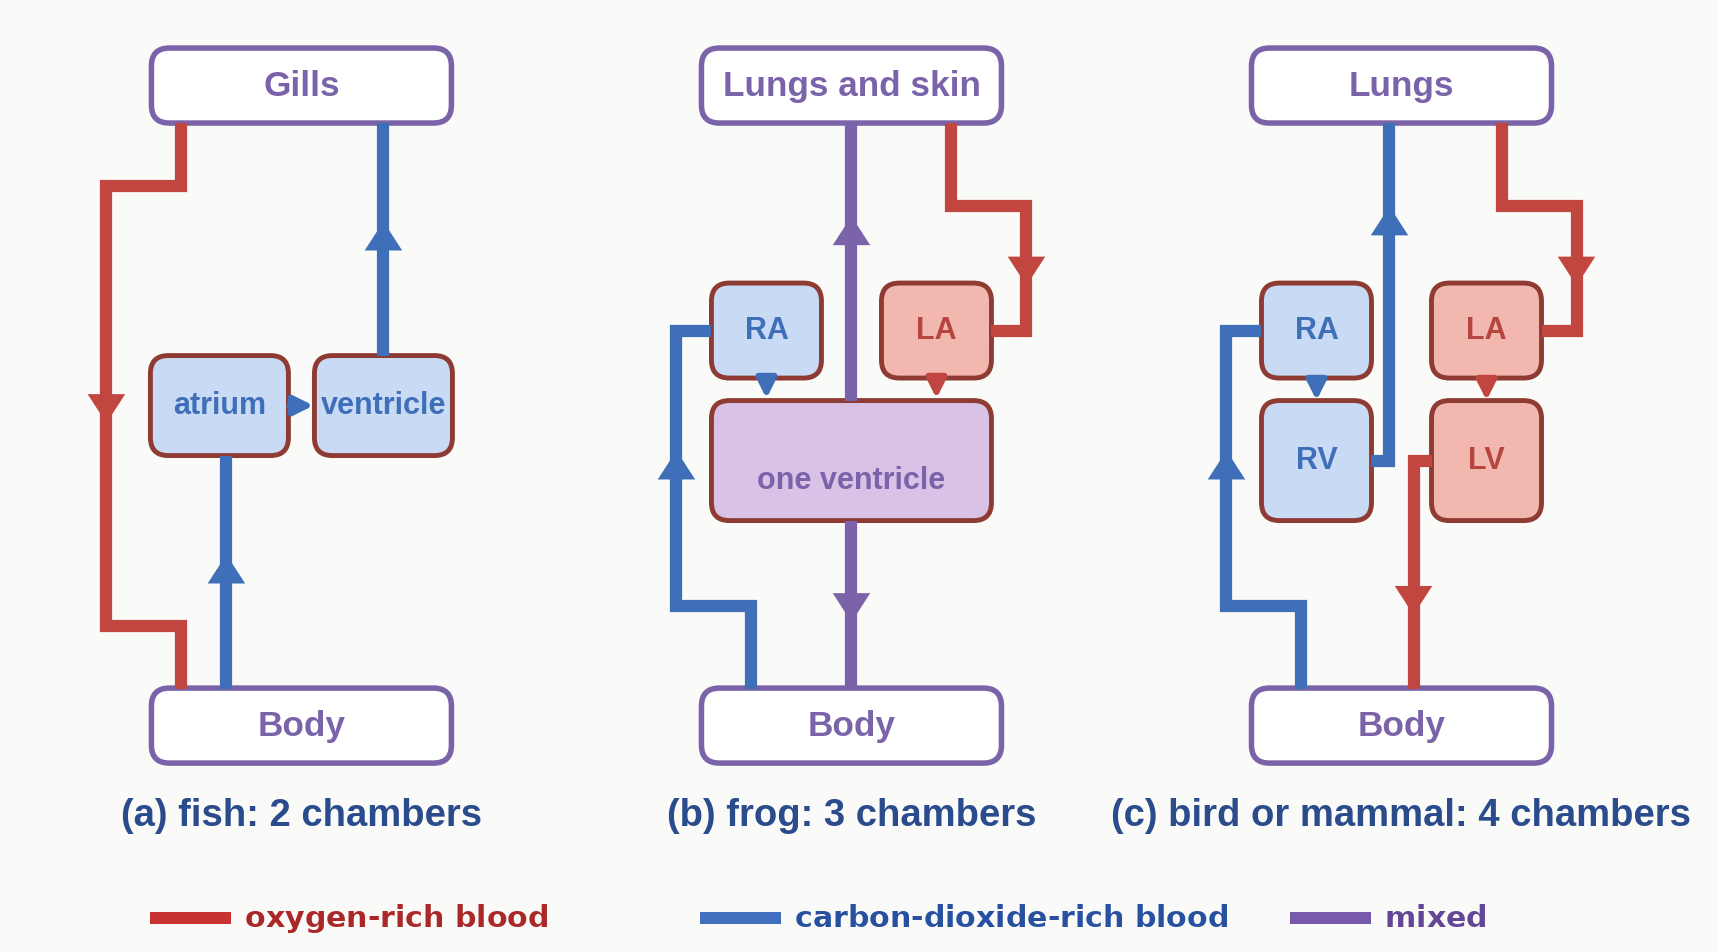 Gills
Lungs and skin
Lungs
RA
LA
RA
LA
atrium
ventricle
one ventricle
RV
LV
Body
Body
Body
(a) fish: 2 chambers
(b) frog: 3 chambers
(c) bird or mammal: 4 chambers
oxygen-rich blood
carbon-dioxide-rich blood
mixed